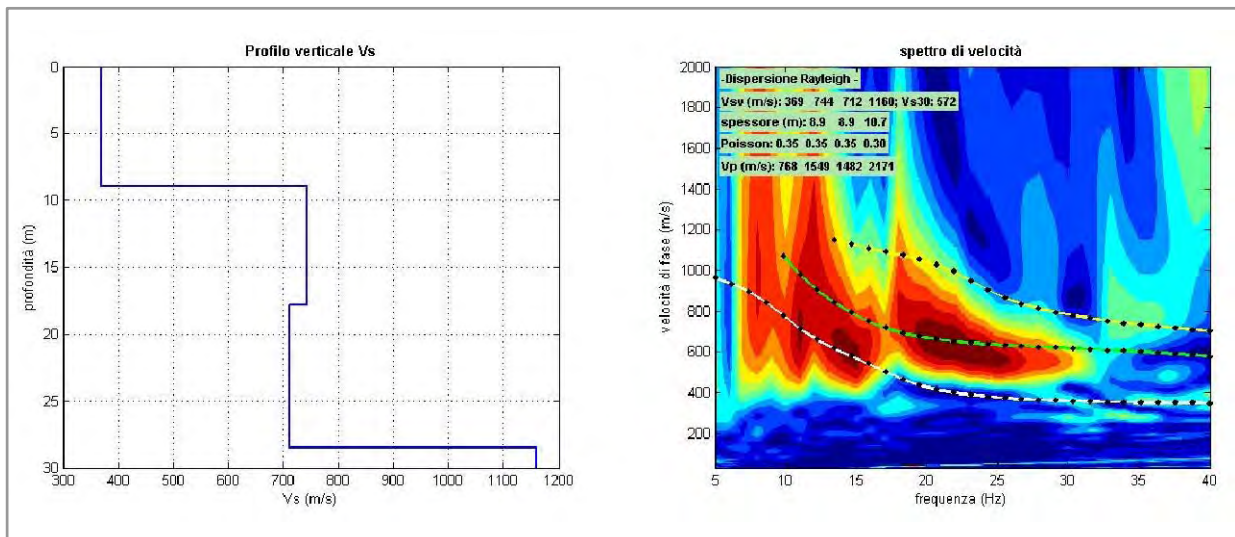 Profilo verticale Vs
0
5
10
15
20
25
30
profondità (m)
300 400 500 600 700 800 900 1000 1100 1200
Vs (m/s)
spettro di velocità
-Dispersione Rayleigh -
Vsv (m/s): 369 744 712 1160; Vs30: 572
spessore (m): 8.9 8.9 10.7
Poisson: 0.35 0.35 0.35 0.30
Vp (m/s): 768 1549 1482 2171
2000
1800
1600
1400
1200
1000
800
600
400
200
velocità di fase (m/s)
5 10 15 20 25 30 35 40
frequenza (Hz)